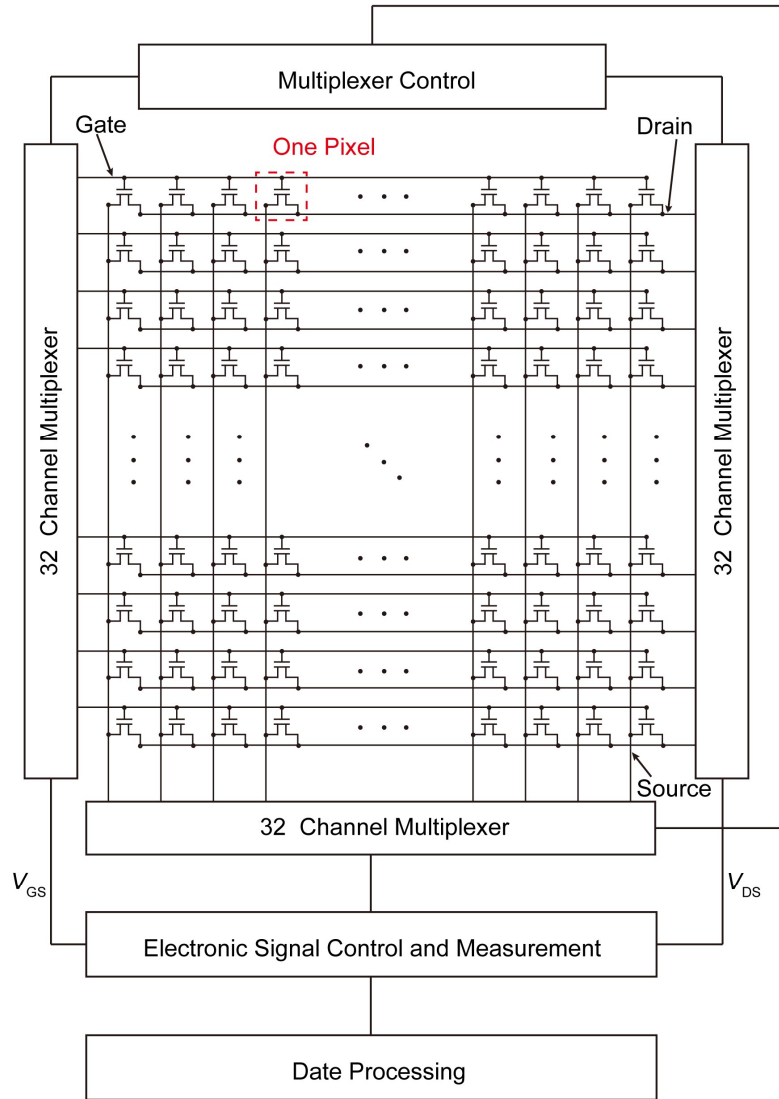 Multiplexer Control
Gate
Drain
One Pixel
32 Channel Multiplexer
32 Channel Multiplexer
Source
32 Channel Multiplexer
VGS
VDS
Electronic Signal Control and Measurement
Date Processing